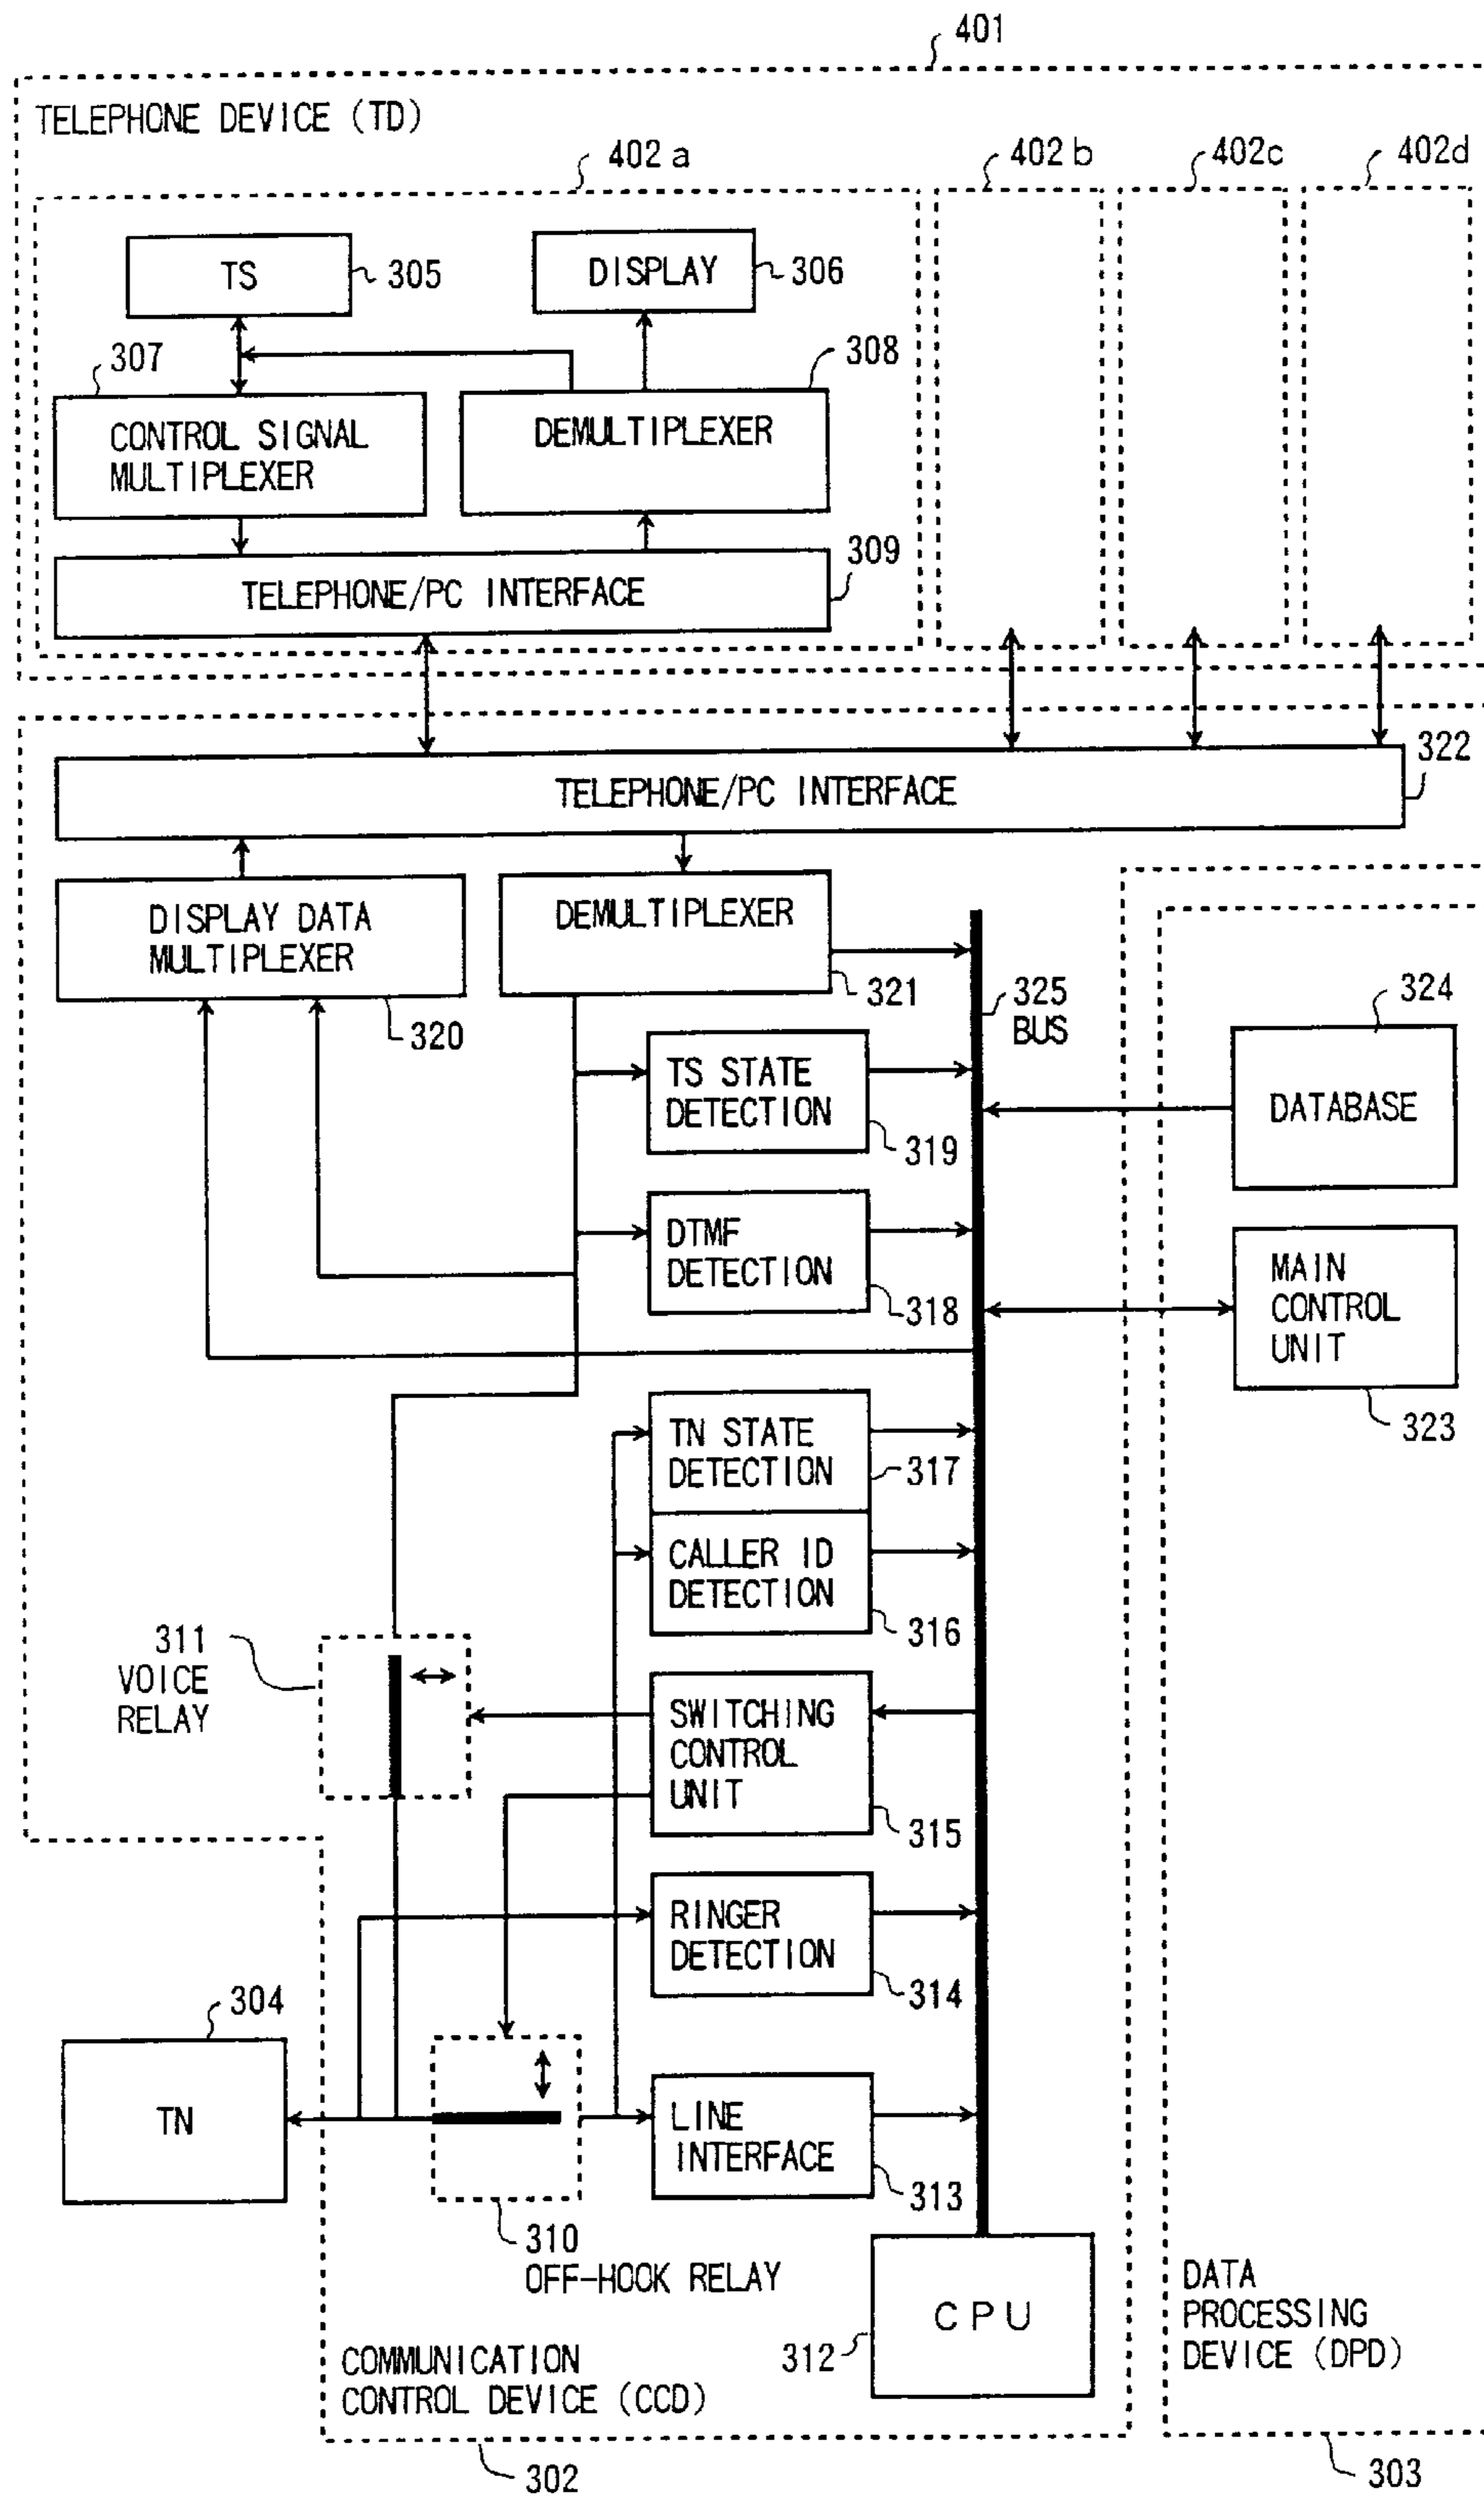 401
TELEPHONE DEVICE (TD)
402a
402b
402c
402d
TS
305
DISPLAY
306
307
308
CONTROL SIGNAL
MULTIPLEXER
DEMULTIPLEXER
309
TELEPHONE/PC INTERFACE
322
TELEPHONE/PC INTERFACE
DISPLAY DATA
MULTIPLEXER
320
DEMULTIPLEXER
321
325
BUS
324
DATABASE
TS STATE
DETECTION
319
DTMF
DETECTION
318
MAIN
CONTROL
UNIT
323
TN STATE
DETECTION
317
CALLER ID
DETECTION
316
311
VOICE
RELAY
SWITCHING
CONTROL
UNIT
315
RINGER
DETECTION
314
304
TN
LINE
INTERFACE
313
310
OFF-HOOK RELAY
CPU
312
COMMUNICATION
CONTROL DEVICE (CCD)
302
DATA
PROCESSING
DEVICE (DPD)
303